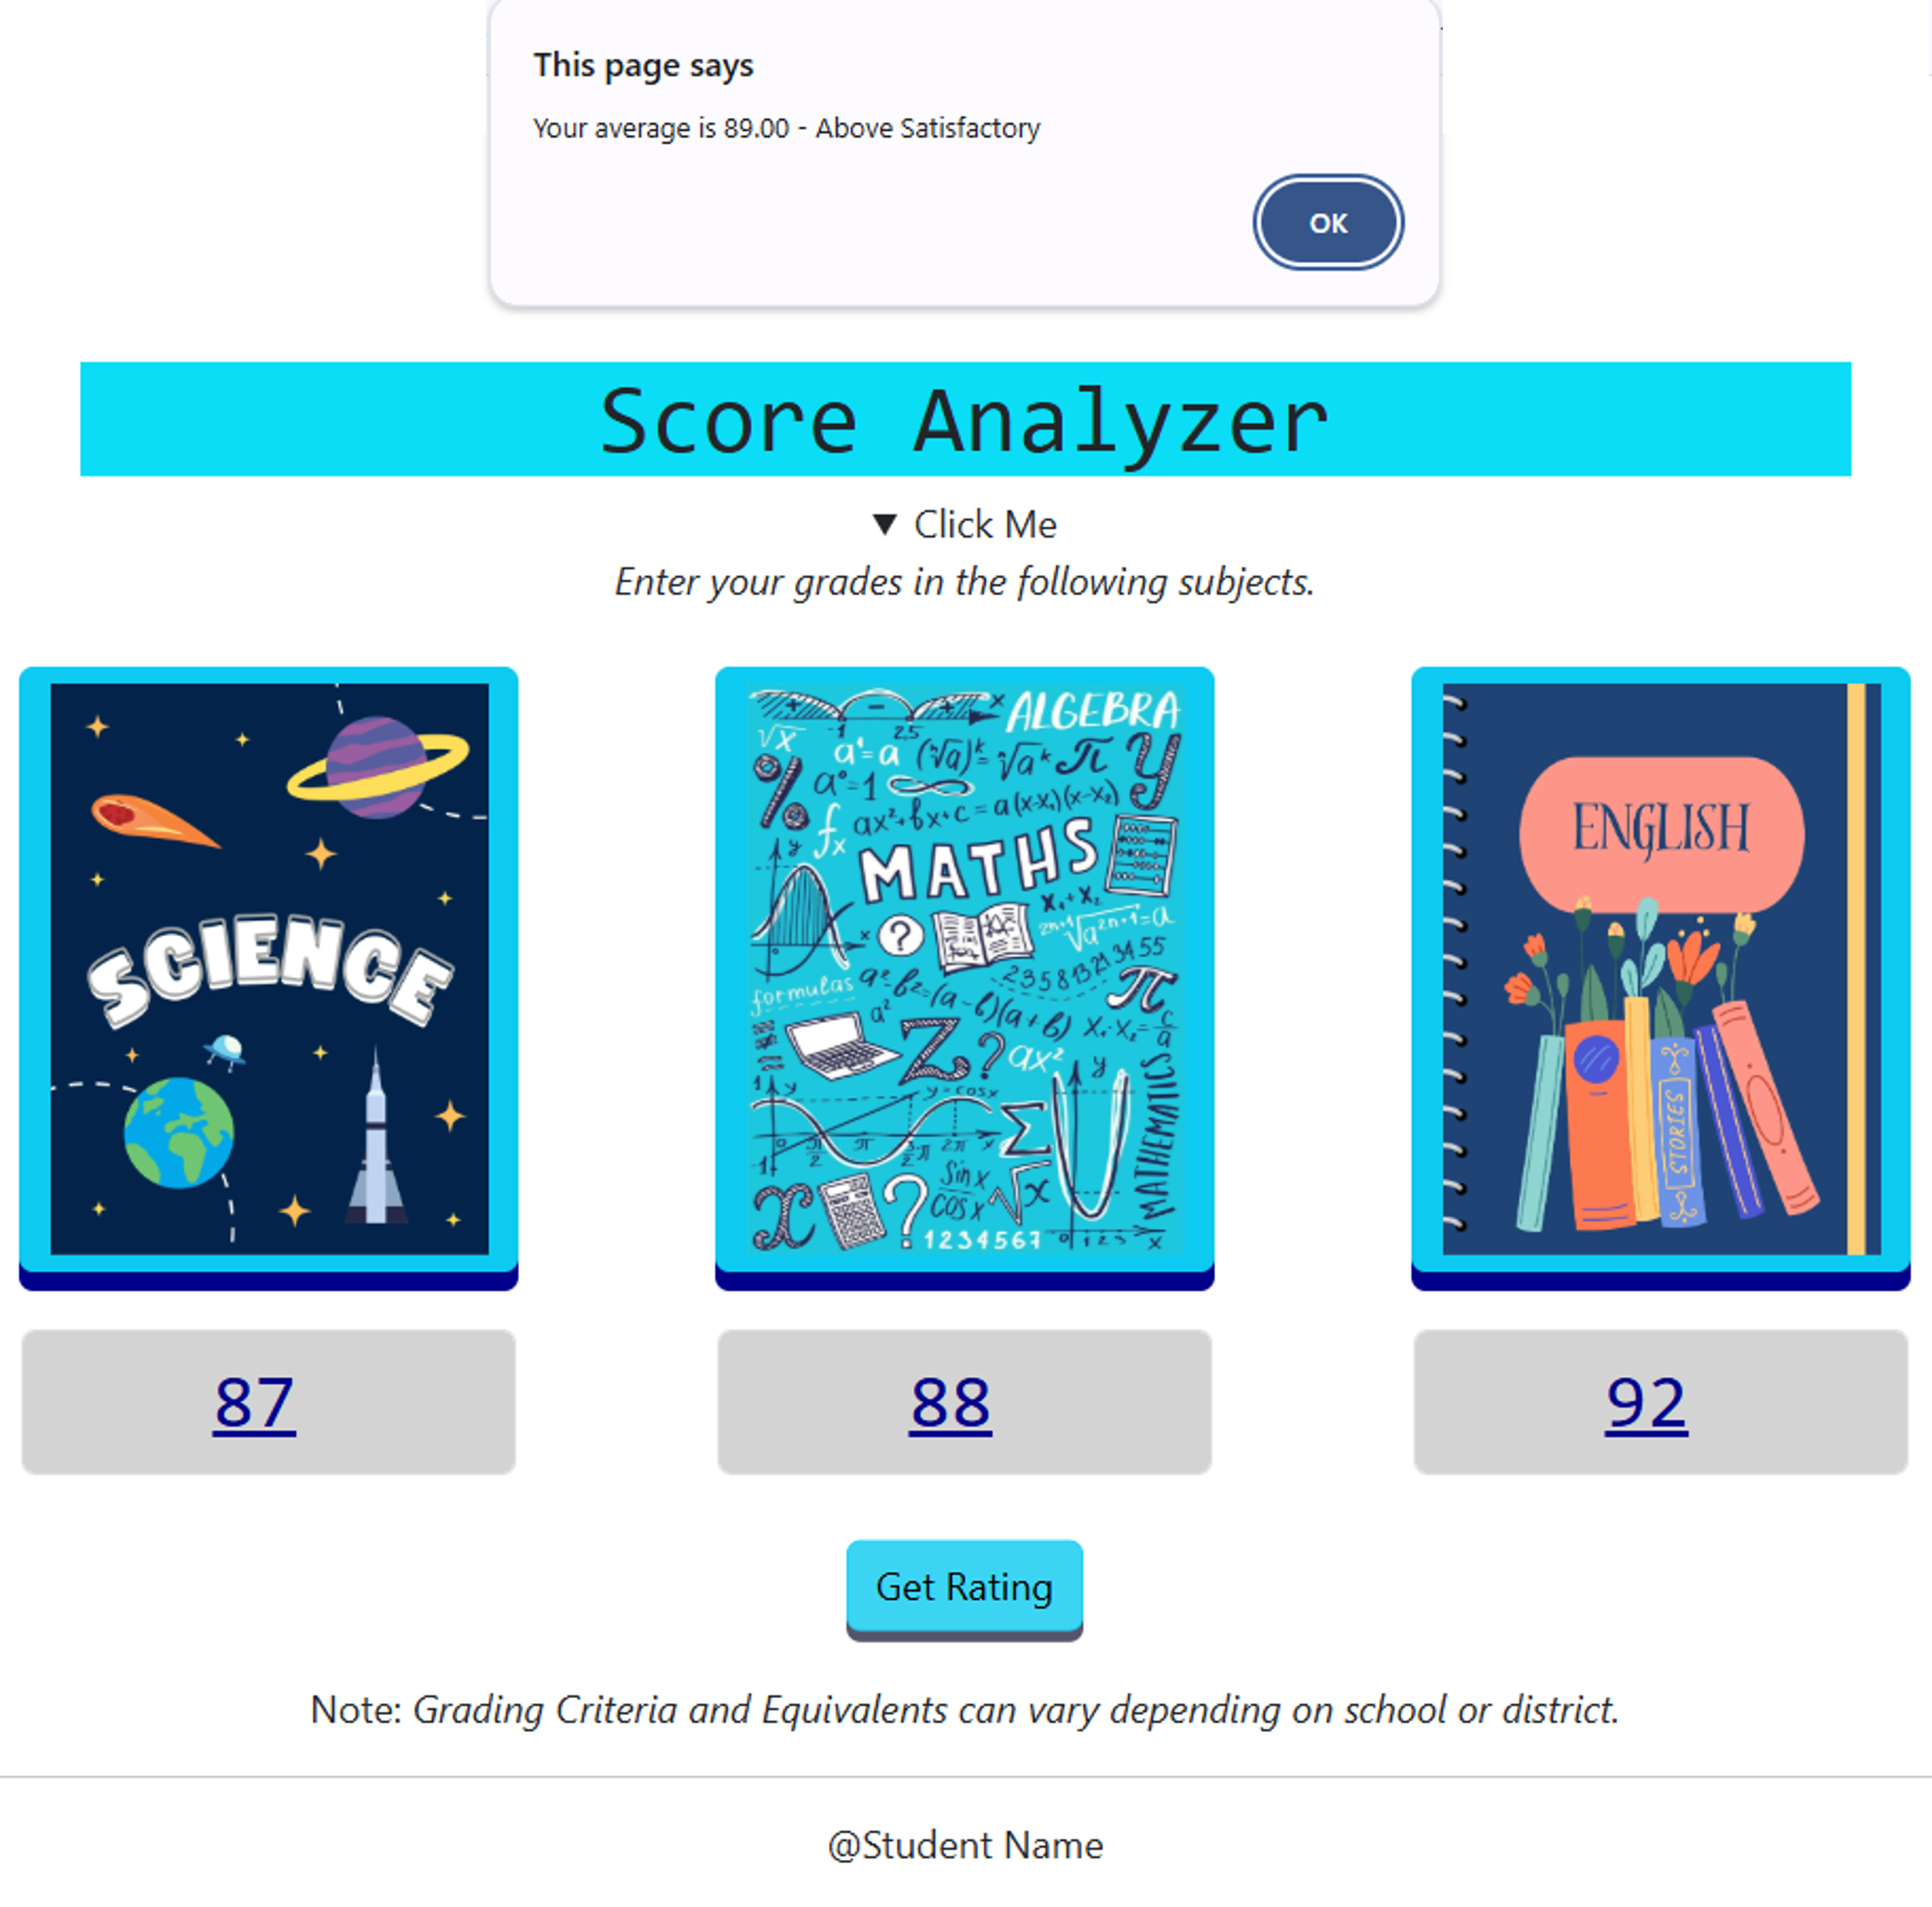 This page says
Your average is 89.00 - Above Satisfactory
OK
Score Analyzer
▼ Click Me
Enter your grades in the following subjects.
SCIENCE
ALGEBRA
MATHS
formulas
MATHEMATICS
1234567
ENGLISH
STORIES
87
88
92
Get Rating
Note: Grading Criteria and Equivalents can vary depending on school or district.
@Student Name